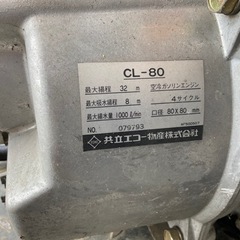 CL-80
最大揚程 32 m 空冷ガソリンエンジン
最大吸水揚程 8 m 4サイクル
最大揚水量 1000 ℓ/min 口径 80×80 mm
NO. 079793
共立エコー物産株式会社